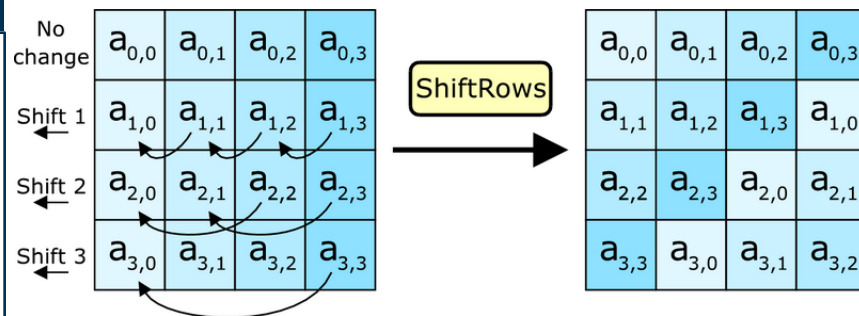 No
change
a0,0 a0,1 a0,2 a0,3
Shift 1
a1,0 a1,1 a1,2 a1,3
Shift 2
a2,0 a2,1 a2,2 a2,3
Shift 3
a3,0 a3,1 a3,2 a3,3
ShiftRows
a0,0 a0,1 a0,2 a0,3
a1,1 a1,2 a1,3 a1,0
a2,2 a2,3 a2,0 a2,1
a3,3 a3,0 a3,1 a3,2